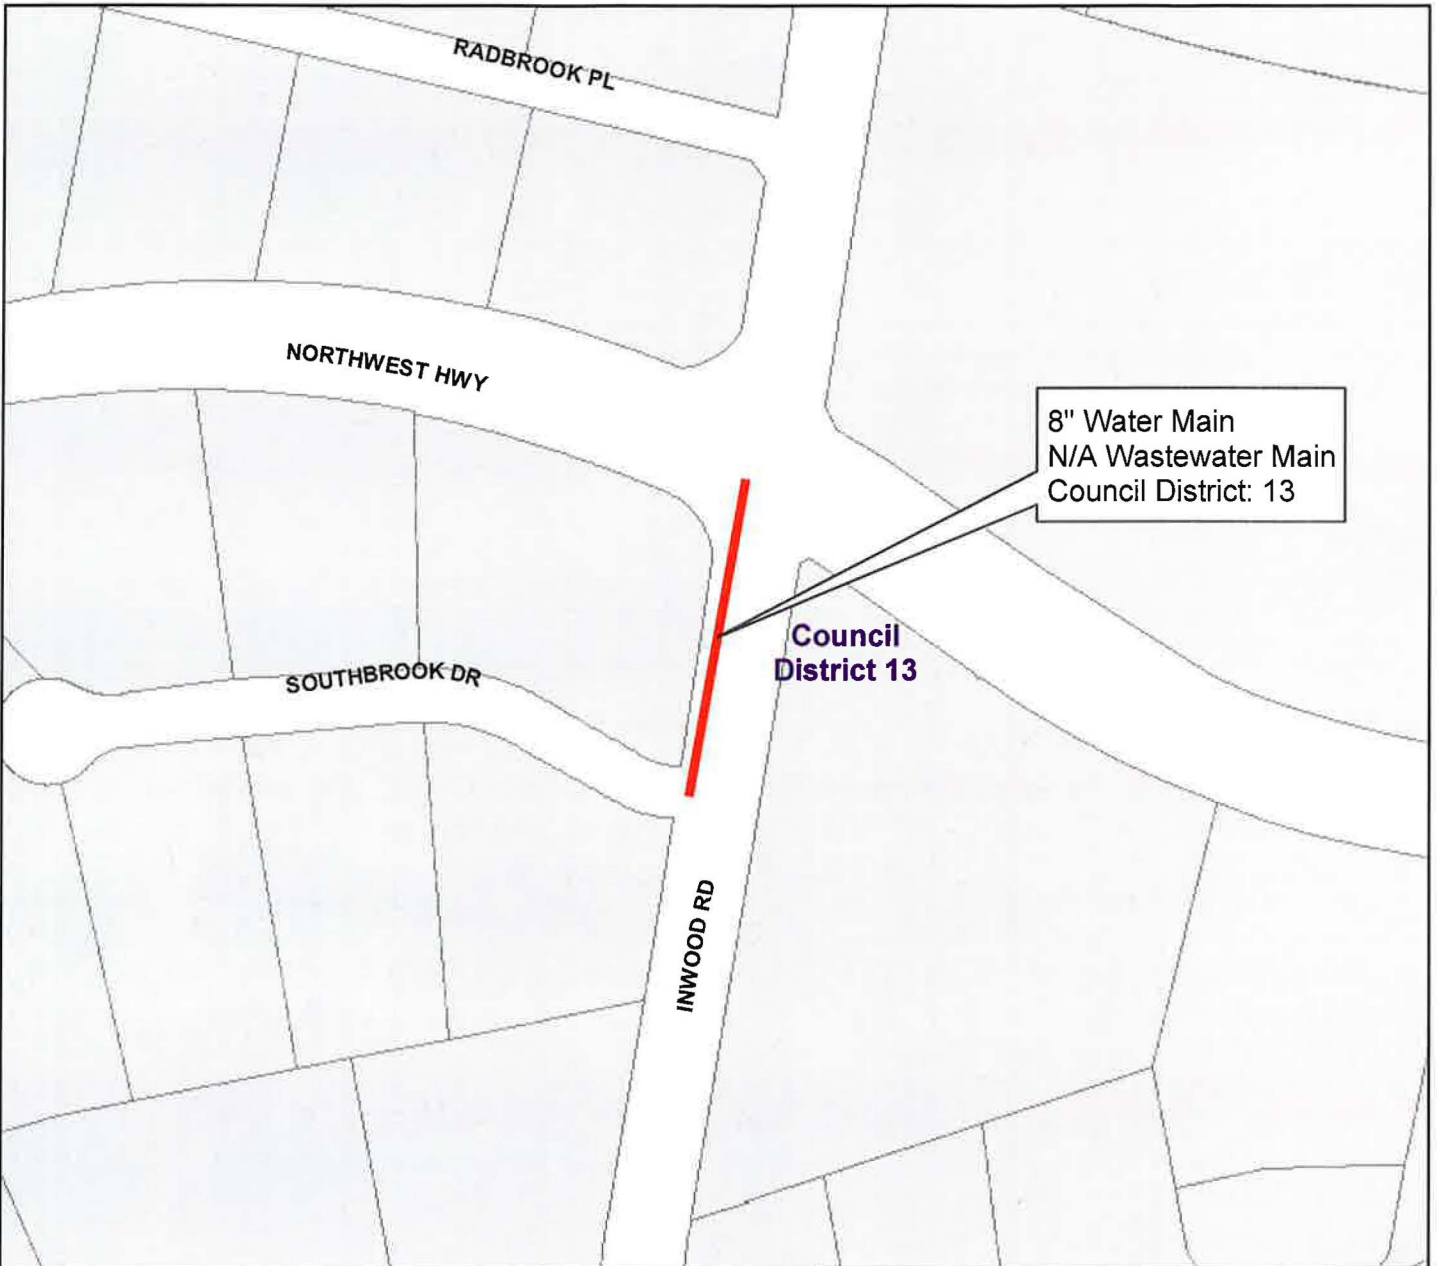 RADBROOK PL
NORTHWEST HWY
8" Water Main
N/A Wastewater Main
Council District: 13
Council
District 13
SOUTHBROOK DR
INWOOD RD